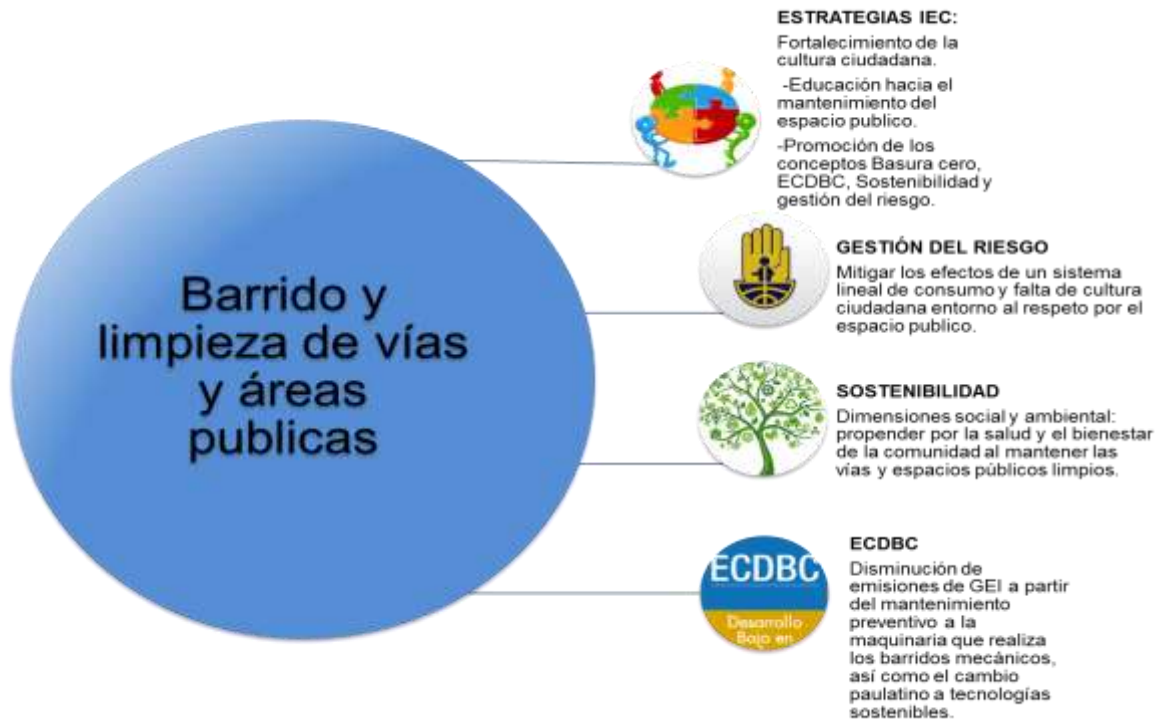 Barrido y
limpieza de vías
y áreas
publicas
ESTRATEGIAS IEC:
Fortalecimiento de la
cultura ciudadana.
-Educación hacia el
mantenimiento del
espacio publico.
-Promoción de los
conceptos Basura cero,
ECDBC, Sostenibilidad y
gestión del riesgo.
GESTIÓN DEL RIESGO
Mitigar los efectos de un sistema
lineal de consumo y falta de cultura
ciudadana entorno al respeto por el
espacio publico.
SOSTENIBILIDAD
Dimensiones social y ambiental:
propender por la salud y el bienestar
de la comunidad al mantener las
vías y espacios públicos limpios.
ECDBC
Desarrollo
Bajo en
ECDBC
Disminución de
emisiones de GEI a partir
del mantenimiento
preventivo a la
maquinaria que realiza
los barridos mecánicos,
así como el cambio
paulatino a tecnologías
sostenibles.